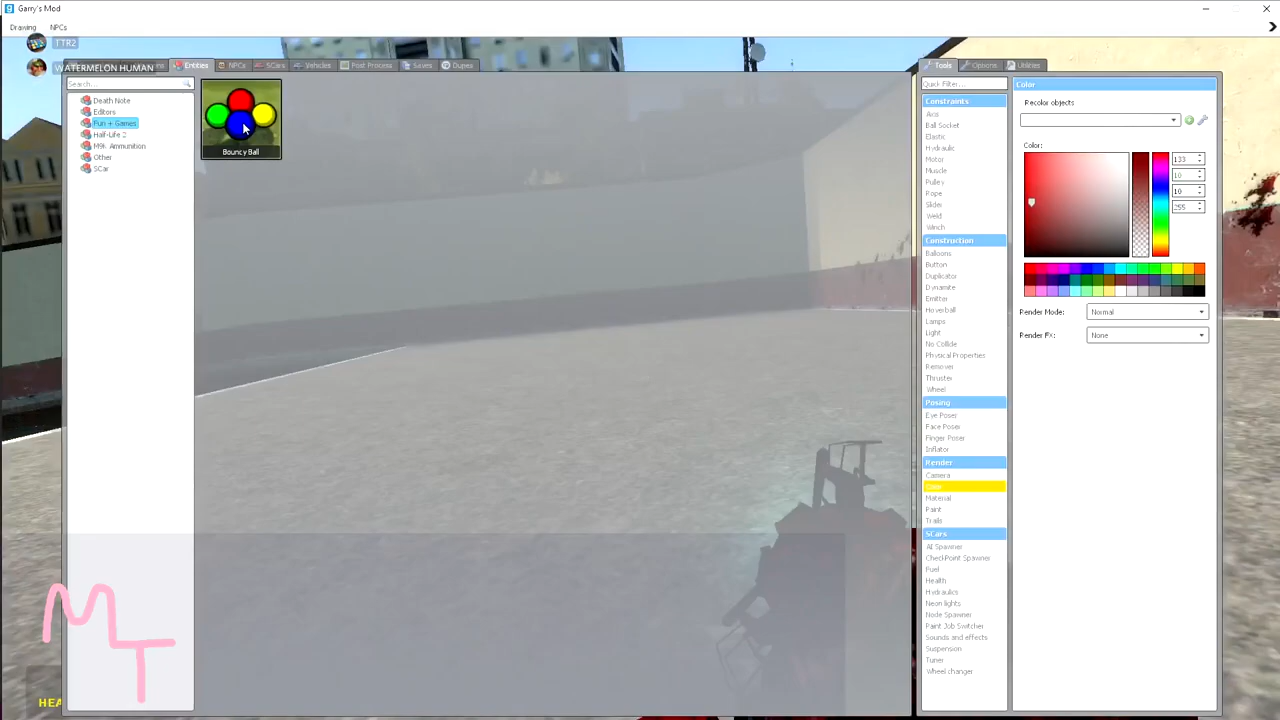 Garry's Mod
Drawing NPCs
TTR2
WATERMELON HUMAN
Entities NPCs SCars Vehicles Post Process Saves Dupes
Tools Options Utilities
Search...
Death Note
Editors
Fun + Games
Half-Life 2
M9k Ammunition
Other
SCar
Bouncy Ball
Quick Filter...
Constraints
Axis
Ball Socket
Elastic
Hydraulic
Motor
Muscle
Pulley
Rope
Slider
Weld
Winch
Construction
Balloons
Button
Duplicator
Dynamite
Emitter
Hoverball
Lamps
Light
No Collide
Physical Properties
Remover
Thruster
Wheel
Posing
Eye Poser
Face Poser
Finger Poser
Inflator
Render
Camera
Color
Material
Paint
Trails
SCars
AI Spawner
CheckPoint Spawner
Fuel
Health
Hydraulics
Neon lights
Node Spawner
Paint Job Switcher
Sounds and effects
Suspension
Tuner
Wheel changer
Color
Recolor objects
Color:
133
10
10
255
Render Mode: Normal
Render FX: None
MT
HEA